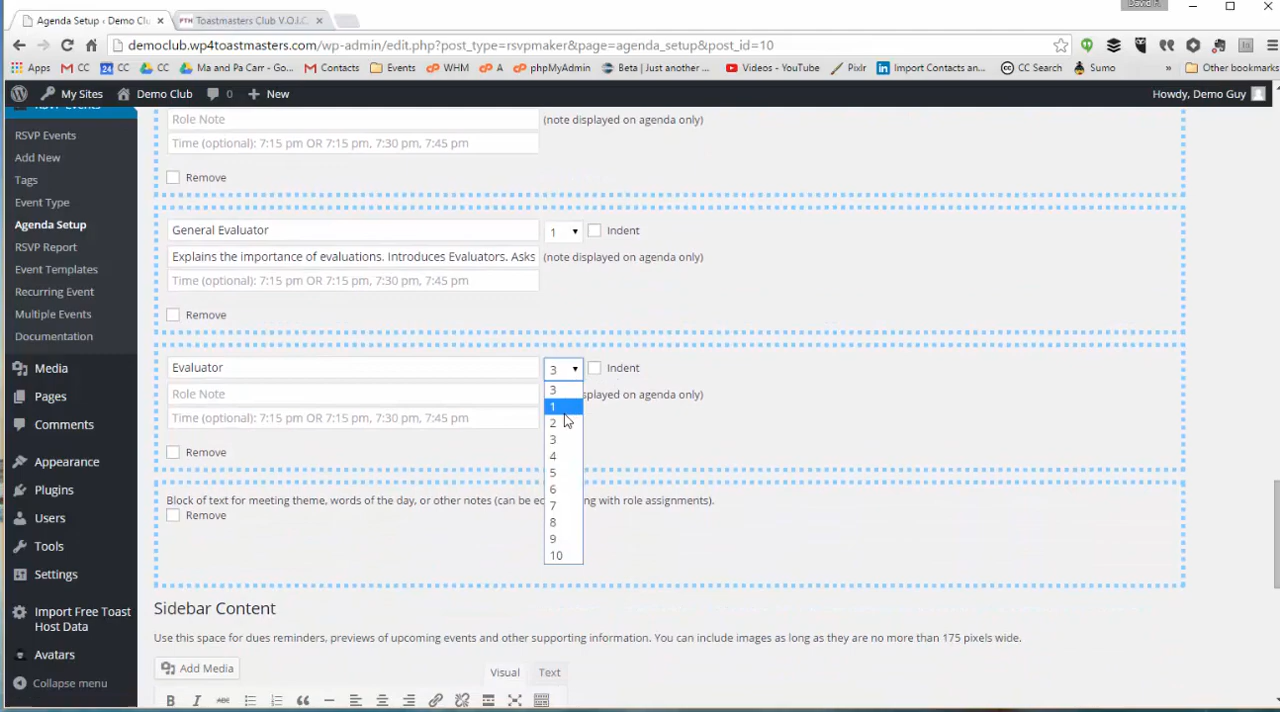 David F.
Agenda Setup ‹ Demo Clu
PTH Toastmasters Club V.O.I.C.
democlub.wp4toastmasters.com/wp-admin/edit.php?post_type=rsvpmaker&page=agenda_setup&post_id=10
Apps CC 24 CC CC Ma and Pa Carr - Go... Contacts Events WHM A phpMyAdmin Beta | Just another ... Videos - YouTube Pixlr Import Contacts an... CC Search Sumo » Other bookmarks
My Sites Demo Club 0 + New Howdy, Demo Guy
RSVP Events
RSVP Events
Add New
Tags
Event Type
Agenda Setup
RSVP Report
Event Templates
Recurring Event
Multiple Events
Documentation
Media
Pages
Comments
Appearance
Plugins
Users
Tools
Settings
Import Free Toast
Host Data
Avatars
Collapse menu
Role Note (note displayed on agenda only)
Time (optional): 7:15 pm OR 7:15 pm, 7:30 pm, 7:45 pm
Remove
General Evaluator 1 Indent
Explains the importance of evaluations. Introduces Evaluators. Asks (note displayed on agenda only)
Time (optional): 7:15 pm OR 7:15 pm, 7:30 pm, 7:45 pm
Remove
Evaluator 3 Indent
Role Note splayed on agenda only)
Time (optional): 7:15 pm OR 7:15 pm, 7:30 pm, 7:45 pm
Remove
3
1
2
3
4
5
6
7
8
9
10
Block of text for meeting theme, words of the day, or other notes (can be ed ng with role assignments).
Remove
Sidebar Content
Use this space for dues reminders, previews of upcoming events and other supporting information. You can include images as long as they are no more than 175 pixels wide.
Add Media Visual Text
B I ABC